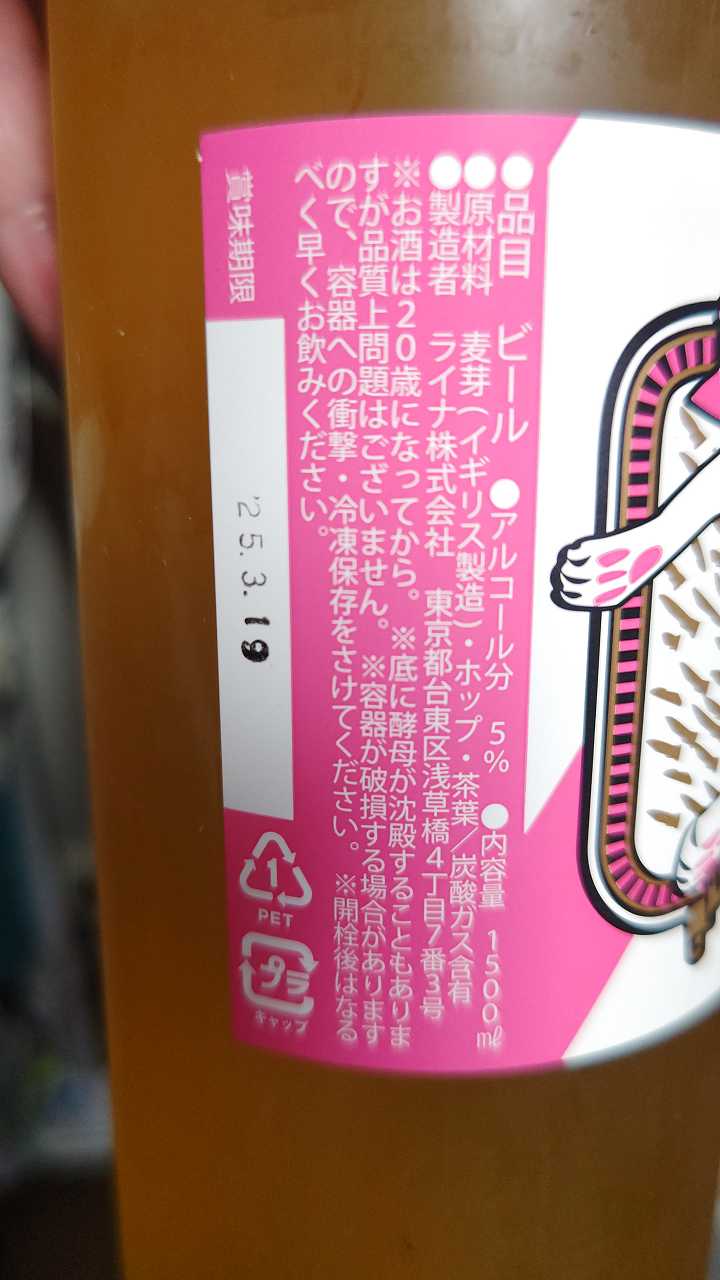 ●品目　ビール　●アルコール分　5%　●内容量　1500㎖
●原材料　麦芽(イギリス製造)・ホップ・茶葉／炭酸ガス含有
●製造者　ライナ株式会社　東京都台東区浅草橋4丁目7番3号
※お酒は20歳になってから。※底に酵母が沈殿することもありま
すが品質上問題はございません。※容器が破損する場合があります
ので、容器への衝撃・冷凍保存をさけてください。※開栓後はなる
べく早くお飲みください。
賞味期限
'25.3.19
1
PET
プラ
キャップ